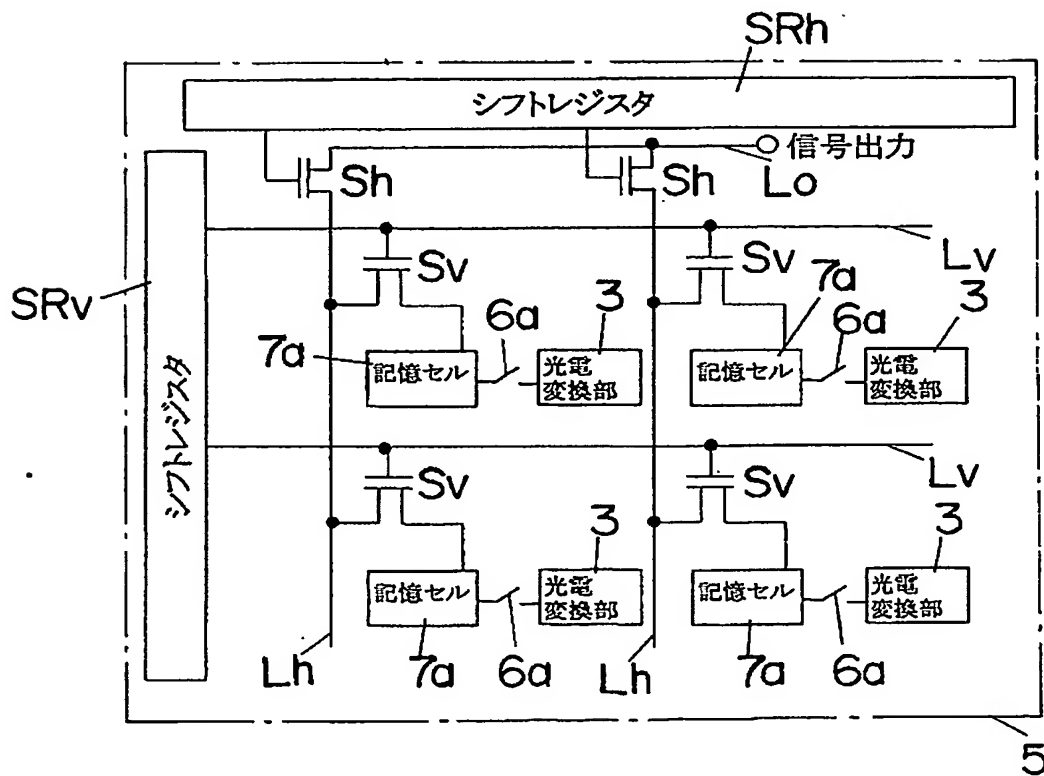 SRh
シフトレジスタ
信号出力
Sh
Sh
Lo
Sv
Sv
Lv
SRv
シフトレジスタ
7a
6a
3
7a
6a
3
記憶セル
光電
変換部
記憶セル
光電
変換部
Sv
Sv
Lv
3
3
記憶セル
光電
変換部
記憶セル
光電
変換部
Lh
7a
6a
Lh
7a
6a
5